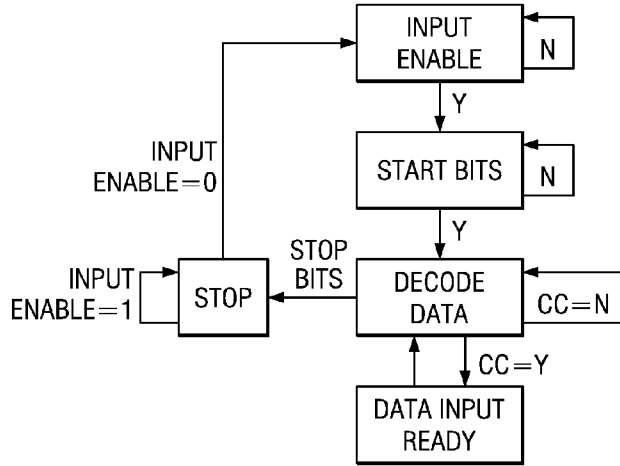 INPUT
ENABLE
N
Y
INPUT
ENABLE=0
START BITS
N
Y
STOP
BITS
INPUT
ENABLE=1
STOP
DECODE
DATA
CC=N
CC=Y
DATA INPUT
READY